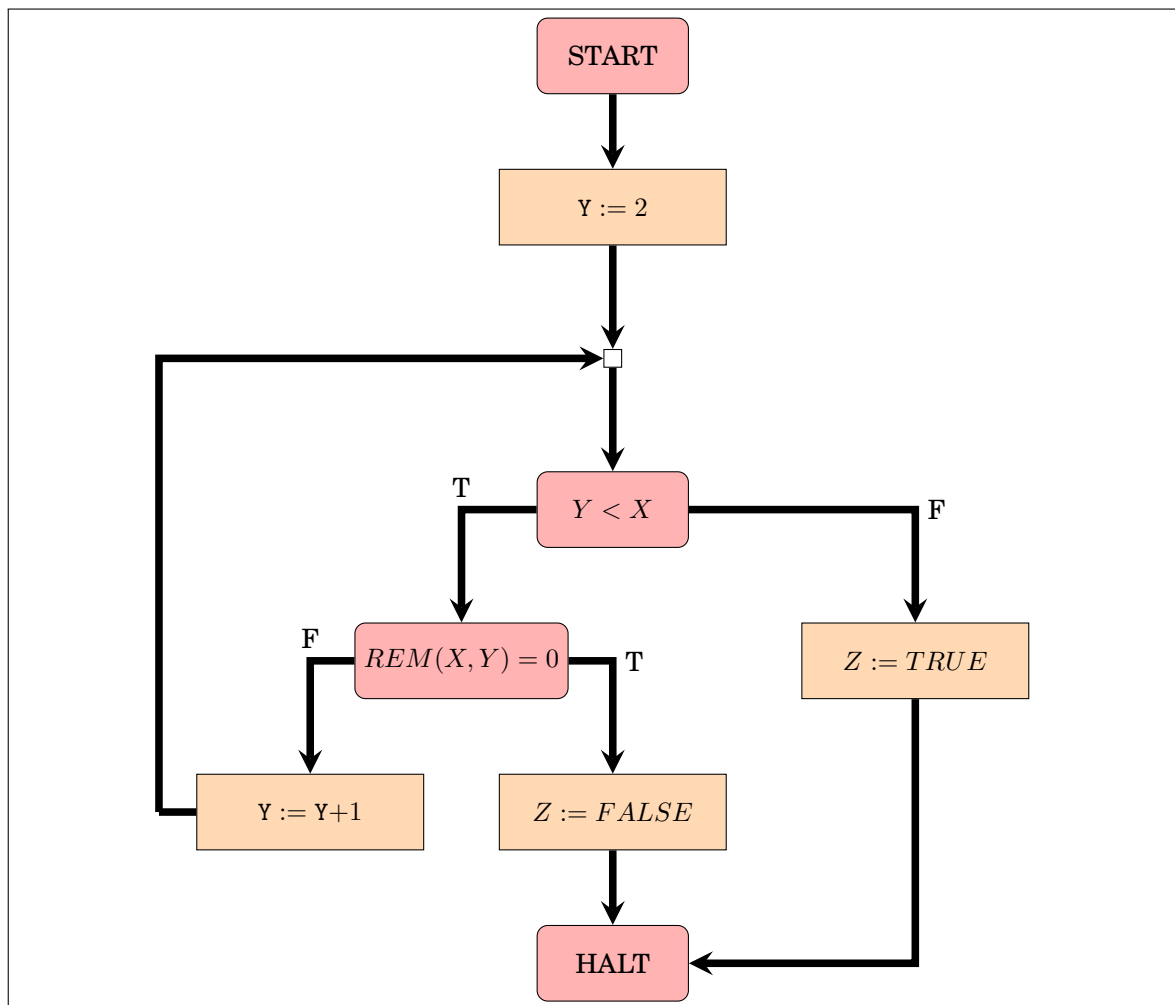 START
Y := 2
T
Y < X
F
F
REM(X, Y) = 0
T
Z := TRUE
Y := Y+1
Z := FALSE
HALT